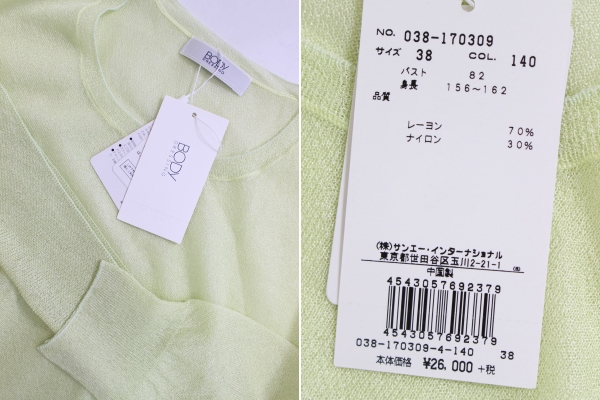 BODY
DRESSING
BODY
DRESSING
NO. 038-170309
サイズ 38 COL. 140
バスト 82
身長 156～162
品質
レーヨン 70%
ナイロン 30%
(株)サンエー・インターナショナル
東京都世田谷区玉川2-21-1
中国製
4543057692379
4543057692379
038-170309-4-140 38
本体価格 ¥26,000 +税